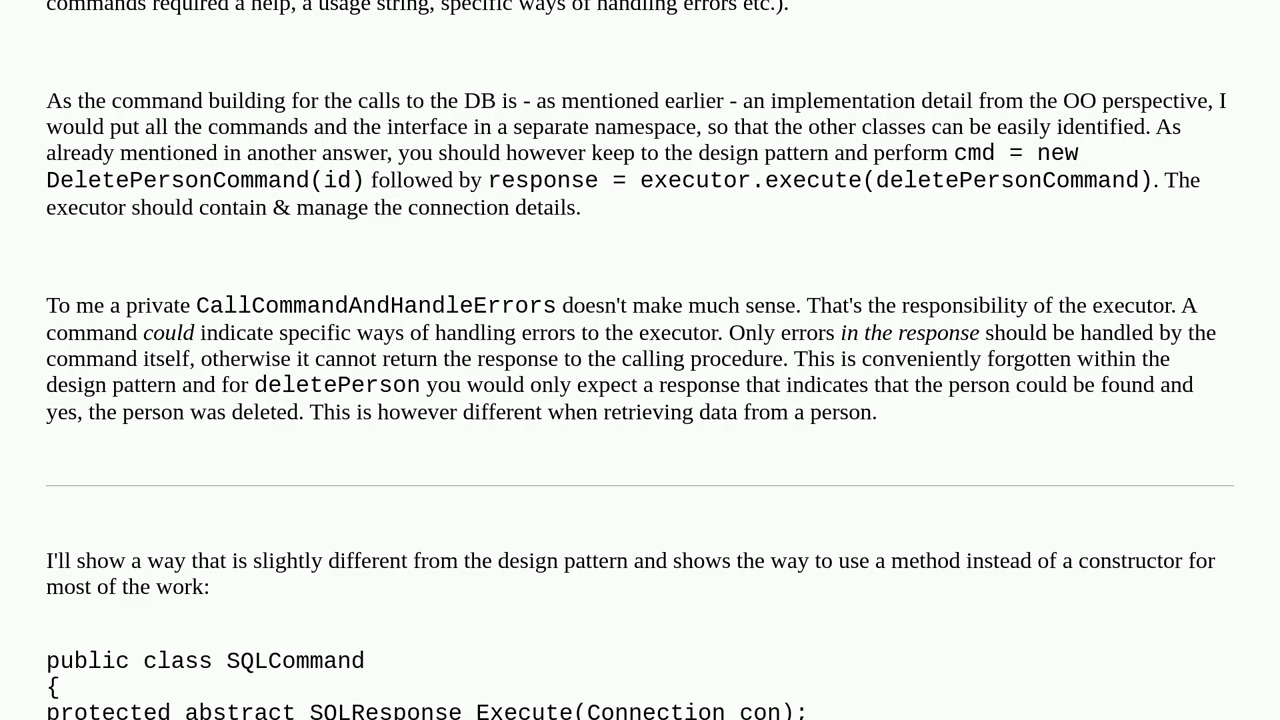 commands required a help, a usage string, specific ways of handling errors etc.).
As the command building for the calls to the DB is - as mentioned earlier - an implementation detail from the OO perspective, I
would put all the commands and the interface in a separate namespace, so that the other classes can be easily identified. As
already mentioned in another answer, you should however keep to the design pattern and perform cmd = new
DeletePersonCommand(id) followed by response = executor.execute(deletePersonCommand). The
executor should contain & manage the connection details.
To me a private CallCommandAndHandleErrors doesn't make much sense. That's the responsibility of the executor. A
command could indicate specific ways of handling errors to the executor. Only errors in the response should be handled by the
command itself, otherwise it cannot return the response to the calling procedure. This is conveniently forgotten within the
design pattern and for deletePerson you would only expect a response that indicates that the person could be found and
yes, the person was deleted. This is however different when retrieving data from a person.
I'll show a way that is slightly different from the design pattern and shows the way to use a method instead of a constructor for
most of the work:
public class SQLCommand
{
protected abstract SQLResponse Execute(Connection con);